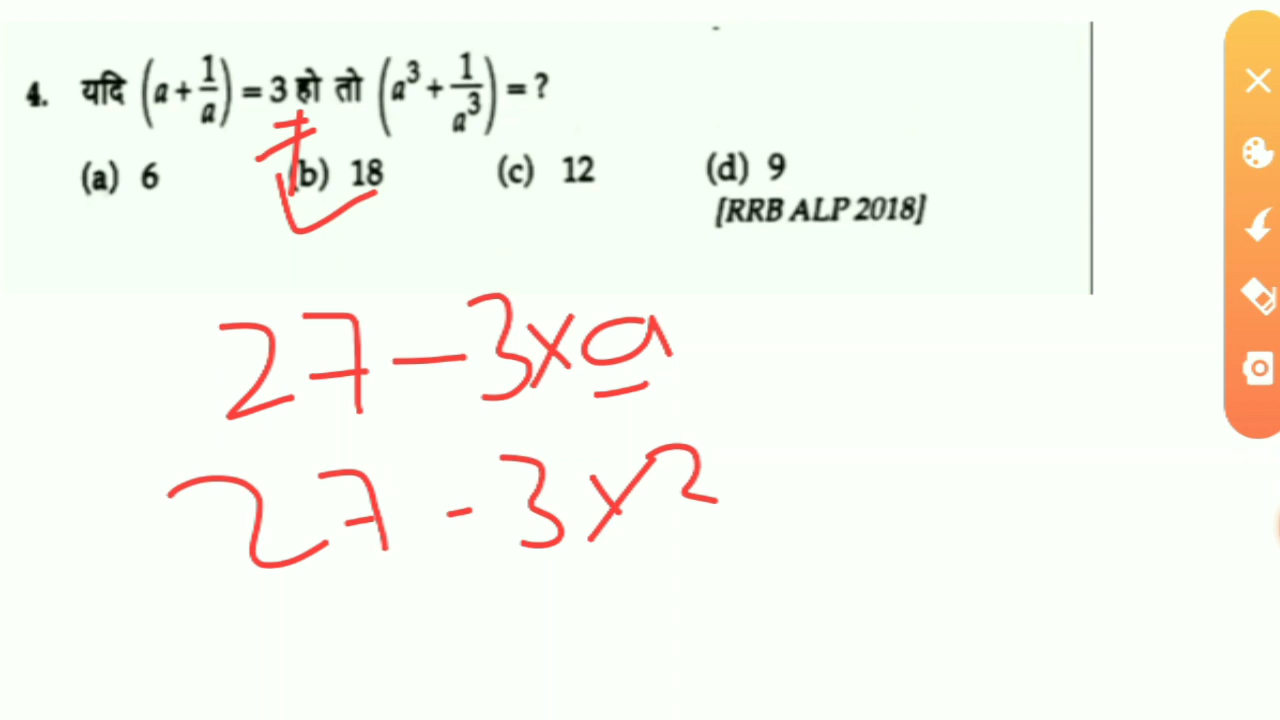 4. यदि (a + 1/a) = 3 हो तो (a³ + 1/a³) = ?
(a) 6 (b) 18 (c) 12 (d) 9
[RRB ALP 2018]
27 - 3 × a
27 - 3 × 2